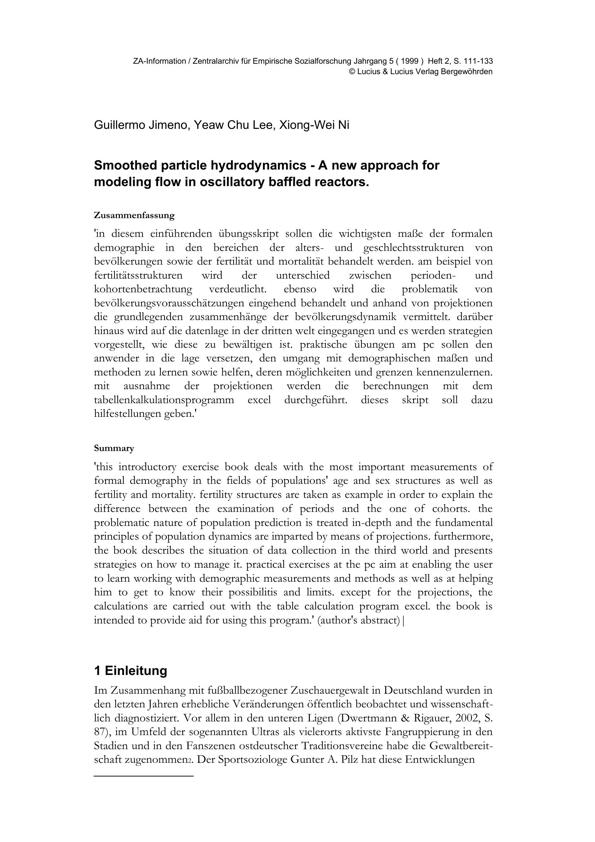 ZA-Information / Zentralarchiv für Empirische Sozialforschung Jahrgang 5 ( 1999 ) Heft 2, S. 111-133
© Lucius & Lucius Verlag Bergewöhrden
Guillermo Jimeno, Yeaw Chu Lee, Xiong-Wei Ni
Smoothed particle hydrodynamics - A new approach for
modeling flow in oscillatory baffled reactors.
Zusammenfassung
'in diesem einführenden übungsskript sollen die wichtigsten maße der formalen
demographie in den bereichen der alters- und geschlechtsstrukturen von
bevölkerungen sowie der fertilität und mortalität behandelt werden. am beispiel von
fertilitätsstrukturen wird der unterschied zwischen perioden- und
kohortenbetrachtung verdeutlicht. ebenso wird die problematik von
bevölkerungsvorausschätzungen eingehend behandelt und anhand von projektionen
die grundlegenden zusammenhänge der bevölkerungsdynamik vermittelt. darüber
hinaus wird auf die datenlage in der dritten welt eingegangen und es werden strategien
vorgestellt, wie diese zu bewältigen ist. praktische übungen am pc sollen den
anwender in die lage versetzen, den umgang mit demographischen maßen und
methoden zu lernen sowie helfen, deren möglichkeiten und grenzen kennenzulernen.
mit ausnahme der projektionen werden die berechnungen mit dem
tabellenkalkulationsprogramm excel durchgeführt. dieses skript soll dazu
hilfestellungen geben.'
Summary
'this introductory exercise book deals with the most important measurements of
formal demography in the fields of populations' age and sex structures as well as
fertility and mortality. fertility structures are taken as example in order to explain the
difference between the examination of periods and the one of cohorts. the
problematic nature of population prediction is treated in-depth and the fundamental
principles of population dynamics are imparted by means of projections. furthermore,
the book describes the situation of data collection in the third world and presents
strategies on how to manage it. practical exercises at the pc aim at enabling the user
to learn working with demographic measurements and methods as well as at helping
him to get to know their possibilitis and limits. except for the projections, the
calculations are carried out with the table calculation program excel. the book is
intended to provide aid for using this program.' (author's abstract)|
1 Einleitung
Im Zusammenhang mit fußballbezogener Zuschauergewalt in Deutschland wurden in
den letzten Jahren erhebliche Veränderungen öffentlich beobachtet und wissenschaft-
lich diagnostiziert. Vor allem in den unteren Ligen (Dwertmann & Rigauer, 2002, S.
87), im Umfeld der sogenannten Ultras als vielerorts aktivste Fangruppierung in den
Stadien und in den Fanszenen ostdeutscher Traditionsvereine habe die Gewaltbereit-
schaft zugenommen2. Der Sportsoziologe Gunter A. Pilz hat diese Entwicklungen